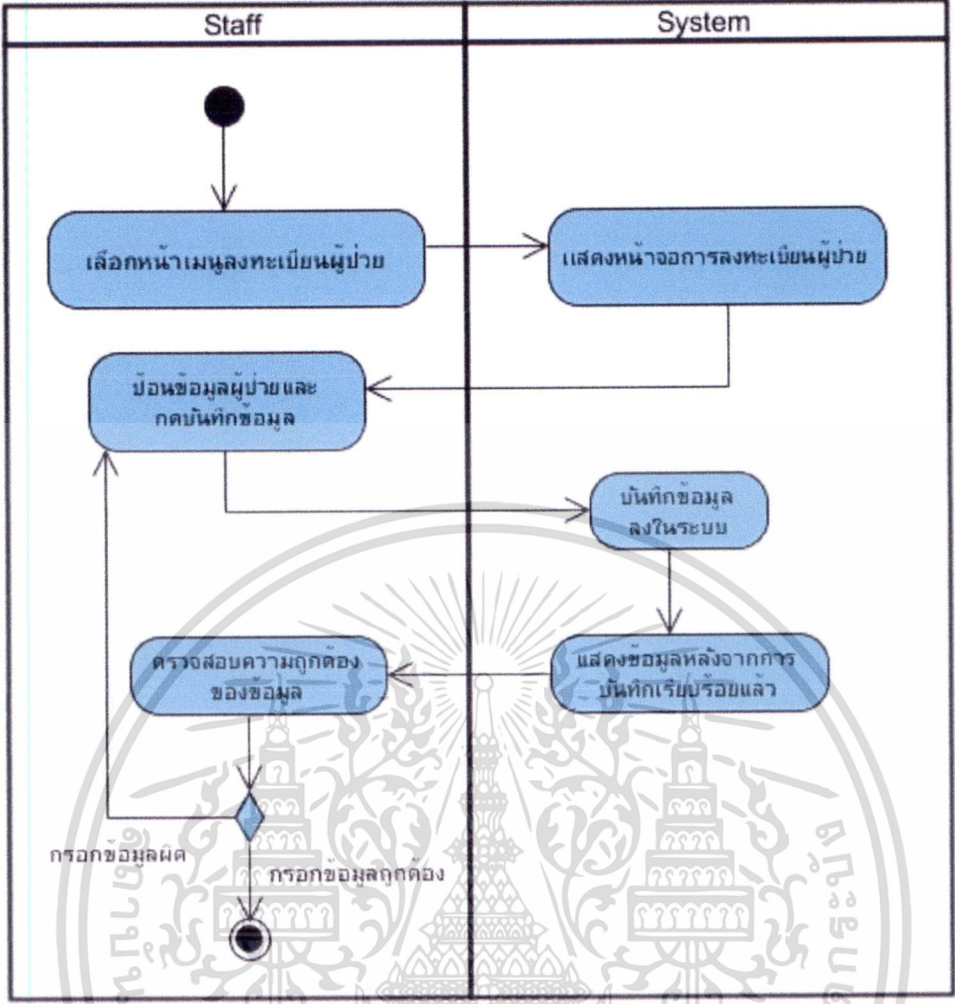 Staff
System
เลือกหน้าเมนูลงทะเบียนผู้ป่วย
แสดงหน้าจอการลงทะเบียนผู้ป่วย
ป้อนข้อมูลผู้ป่วยและ
กดบันทึกข้อมูล
บันทึกข้อมูล
ลงในระบบ
แสดงข้อมูลหลังจากการ
บันทึกเรียบร้อยแล้ว
ตรวจสอบความถูกต้อง
ของข้อมูล
กรอกข้อมูลผิด
กรอกข้อมูลถูกต้อง